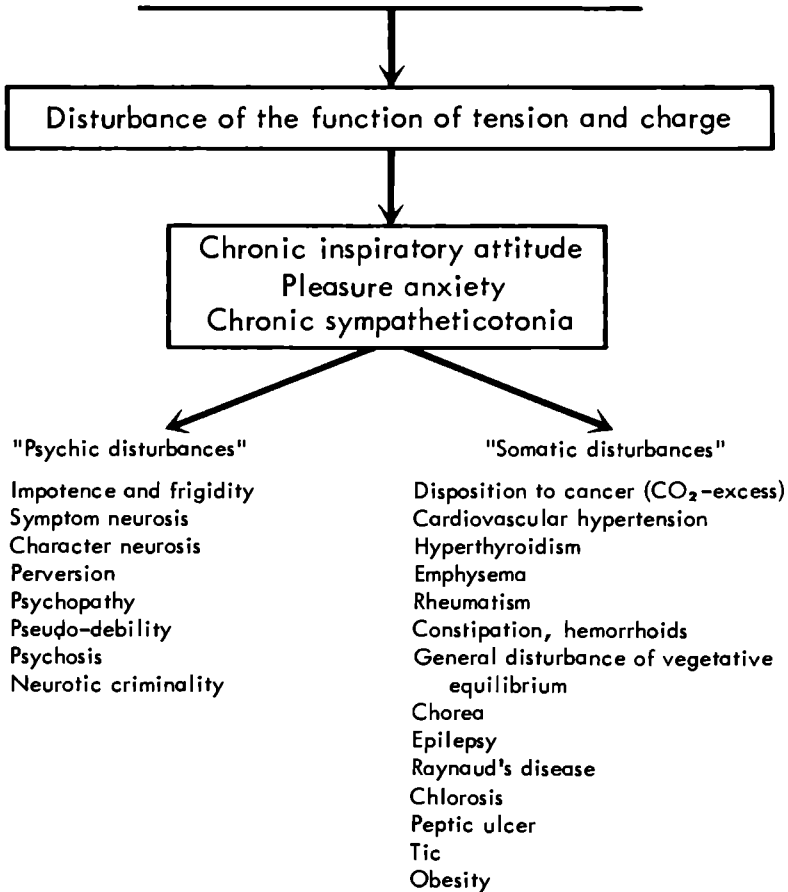 Disturbance of the function of tension and charge
Chronic inspiratory attitude
Pleasure anxiety
Chronic sympatheticotonia
"Psychic disturbances"
Impotence and frigidity
Symptom neurosis
Character neurosis
Perversion
Psychopathy
Pseudo-debility
Psychosis
Neurotic criminality
"Somatic disturbances"
Disposition to cancer (CO₂-excess)
Cardiovascular hypertension
Hyperthyroidism
Emphysema
Rheumatism
Constipation, hemorrhoids
General disturbance of vegetative
equilibrium
Chorea
Epilepsy
Raynaud's disease
Chlorosis
Peptic ulcer
Tic
Obesity